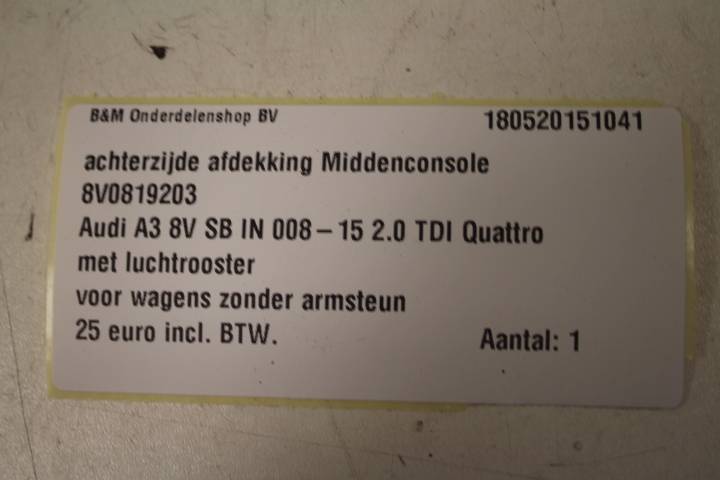 B&M Onderdelenshop BV 180520151041
achterzijde afdekking Middenconsole
8V0819203
Audi A3 8V SB IN 008-15 2.0 TDI Quattro
met luchtrooster
voor wagens zonder armsteun
25 euro incl. BTW. Aantal: 1